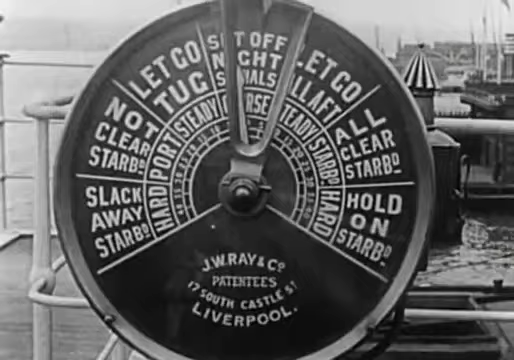 SLACK
AWAY
STARBD
NOT
CLEAR
STARBD
LET GO
TUG
SHUT OFF
NIGHT
SIGNALS
LET GO
ALL AFT
ALL
CLEAR
STARBD
HOLD
ON
STARBD
HARD PORT STEADY COURSE STEADY STARBD HARD
J.W.RAY & CO
PATENTEES
17 SOUTH CASTLE ST
LIVERPOOL.